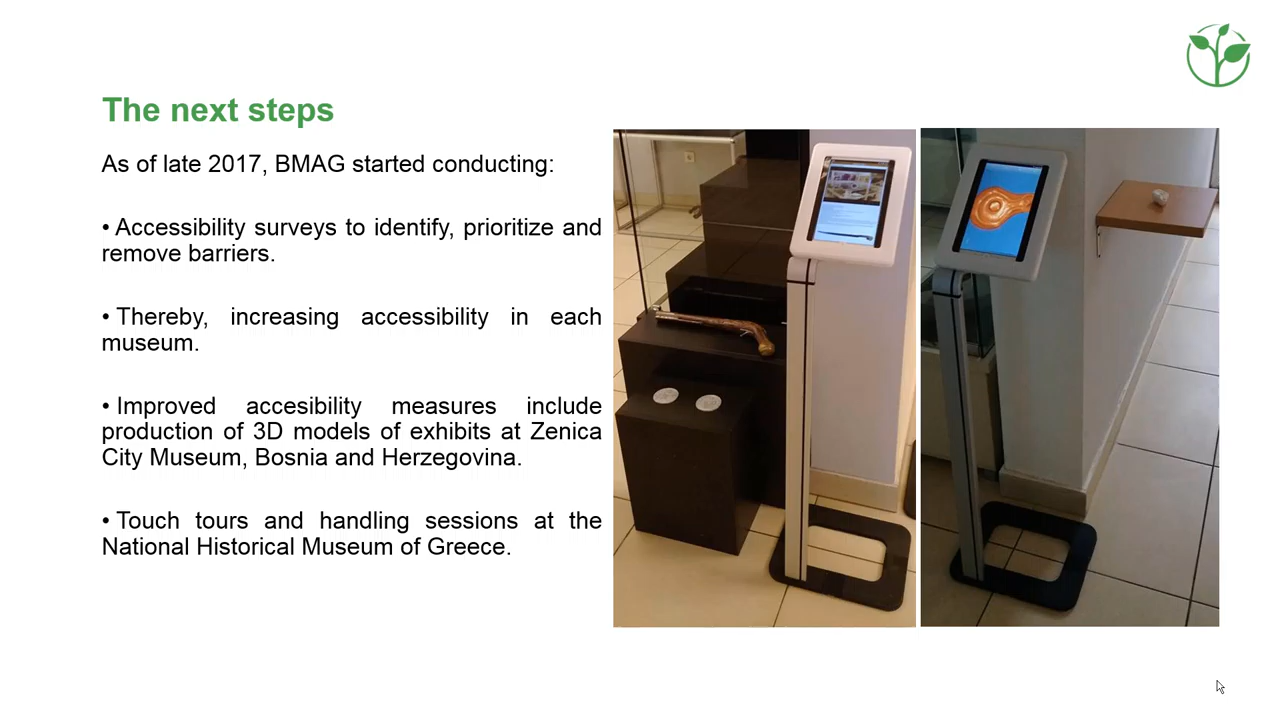 The next steps
As of late 2017, BMAG started conducting:
• Accessibility surveys to identify, prioritize and
remove barriers.
• Thereby, increasing accessibility in each
museum.
• Improved accesibility measures include
production of 3D models of exhibits at Zenica
City Museum, Bosnia and Herzegovina.
• Touch tours and handling sessions at the
National Historical Museum of Greece.